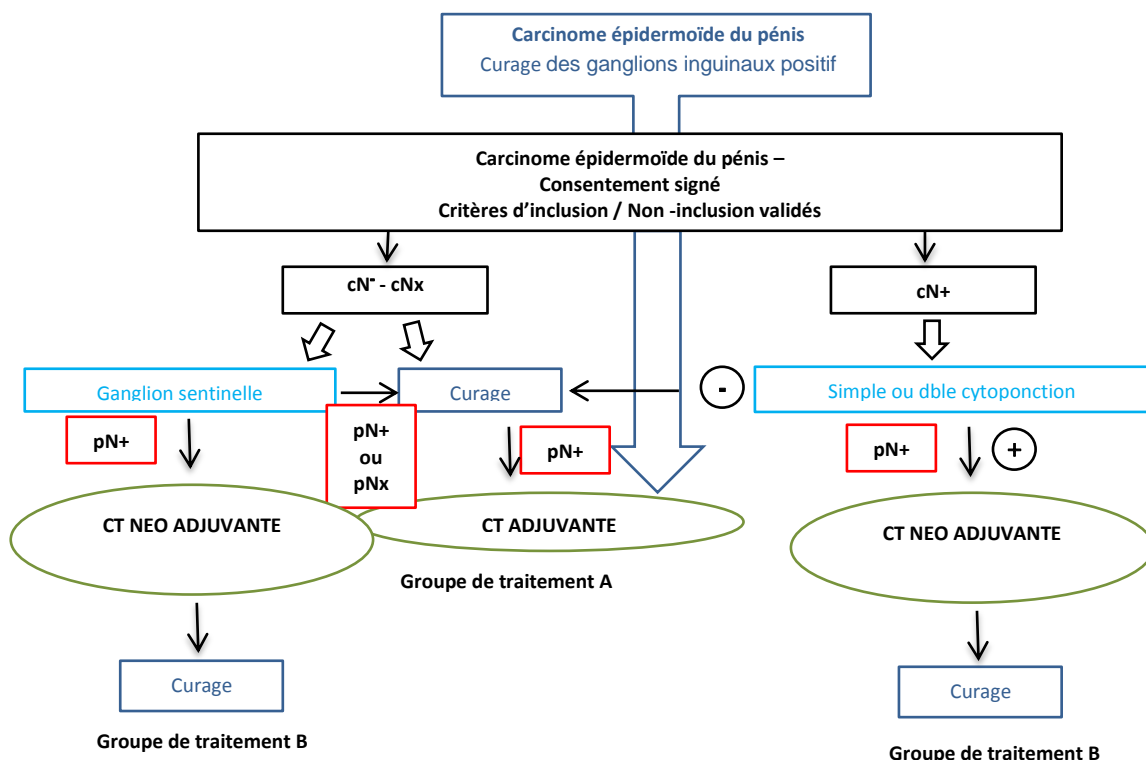 Carcinome épidermoïde du pénis
Curage des ganglions inguinaux positif
Carcinome épidermoïde du pénis –
Consentement signé
Critères d'inclusion / Non -inclusion validés
cN⁻ - cNx
cN+
Ganglion sentinelle
Curage
-
Simple ou dble cytoponction
pN+
pN+
ou
pNx
pN+
pN+
+
CT NEO ADJUVANTE
CT ADJUVANTE
CT NEO ADJUVANTE
Groupe de traitement A
Curage
Curage
Groupe de traitement B
Groupe de traitement B